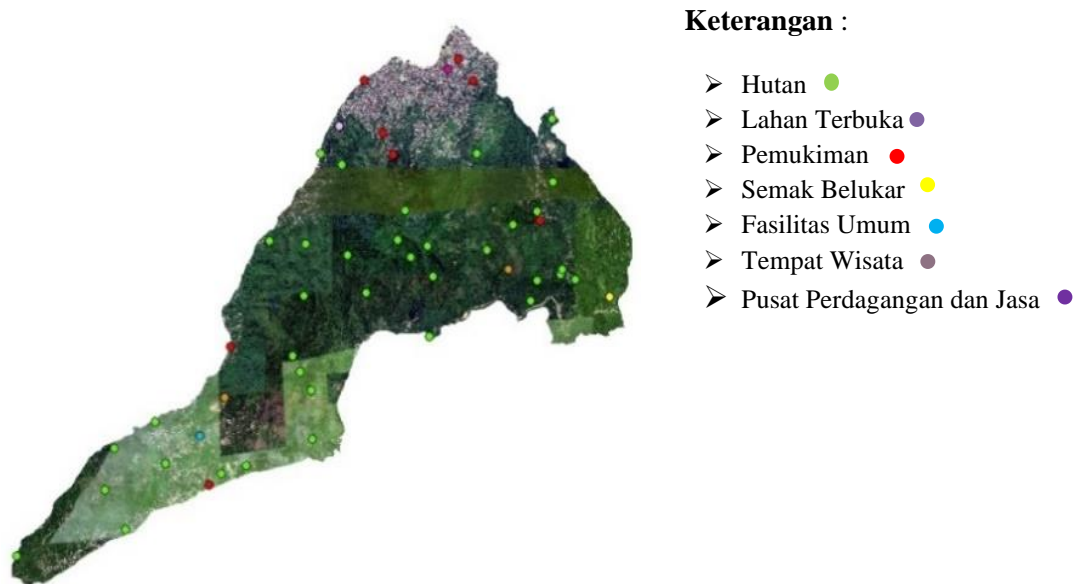 Keterangan :
➢ Hutan
➢ Lahan Terbuka
➢ Pemukiman
➢ Semak Belukar
➢ Fasilitas Umum
➢ Tempat Wisata
➢ Pusat Perdagangan dan Jasa